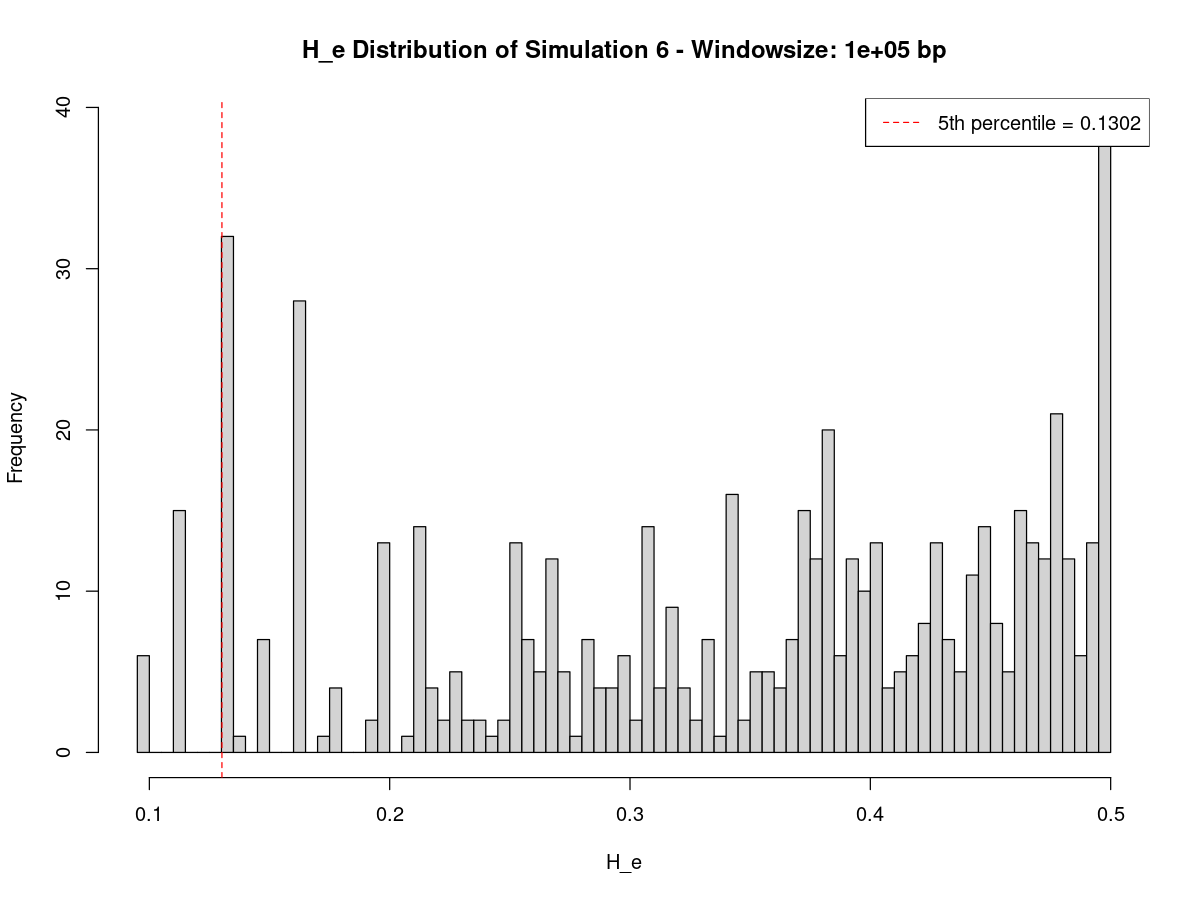 H_e Distribution of Simulation 6 - Windowsize: 1e+05 bp
5th percentile = 0.1302
Frequency
40
30
20
10
0
0.1 0.2 0.3 0.4 0.5
H_e